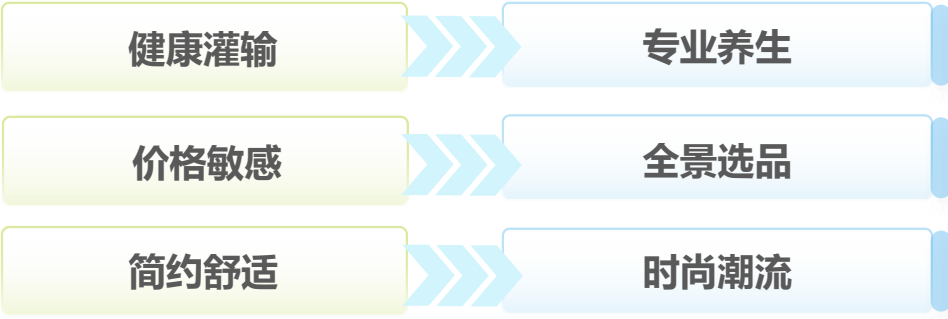 健康灌输
专业养生
价格敏感
全景选品
简约舒适
时尚潮流